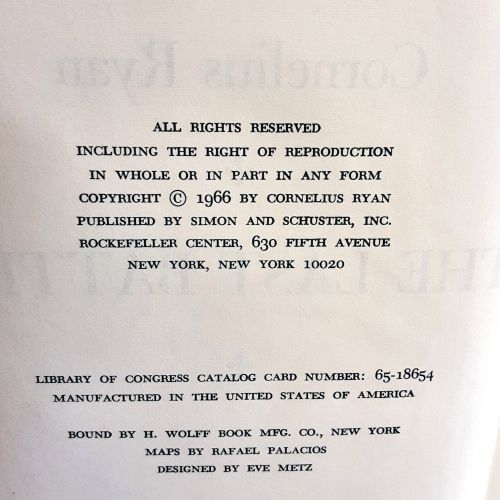 ALL RIGHTS RESERVED
INCLUDING THE RIGHT OF REPRODUCTION
IN WHOLE OR IN PART IN ANY FORM
COPYRIGHT © 1966 BY CORNELIUS RYAN
PUBLISHED BY SIMON AND SCHUSTER, INC.
ROCKEFELLER CENTER, 630 FIFTH AVENUE
NEW YORK, NEW YORK 10020
LIBRARY OF CONGRESS CATALOG CARD NUMBER: 65-18654
MANUFACTURED IN THE UNITED STATES OF AMERICA
BOUND BY H. WOLFF BOOK MFG. CO., NEW YORK
MAPS BY RAFAEL PALACIOS
DESIGNED BY EVE METZ